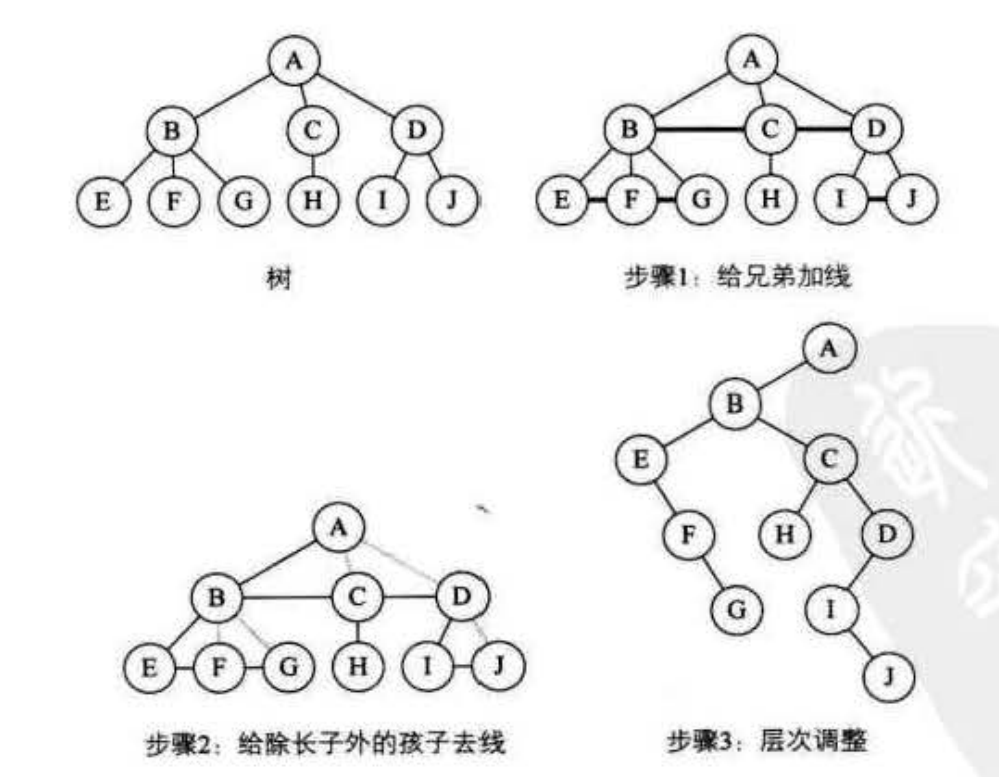 A
B C D
E F G H I J
树
A
B C D
E F G H I J
步骤1：给兄弟加线
A
B C D
E F G H I J
步骤2：给除长子外的孩子去线
A
B
E C
F H D
G I
J
步骤3：层次调整